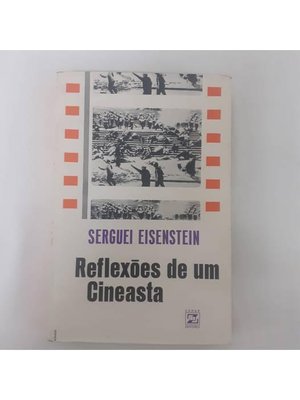 SERGUEI EISENSTEIN
Reflexões de um
Cineasta